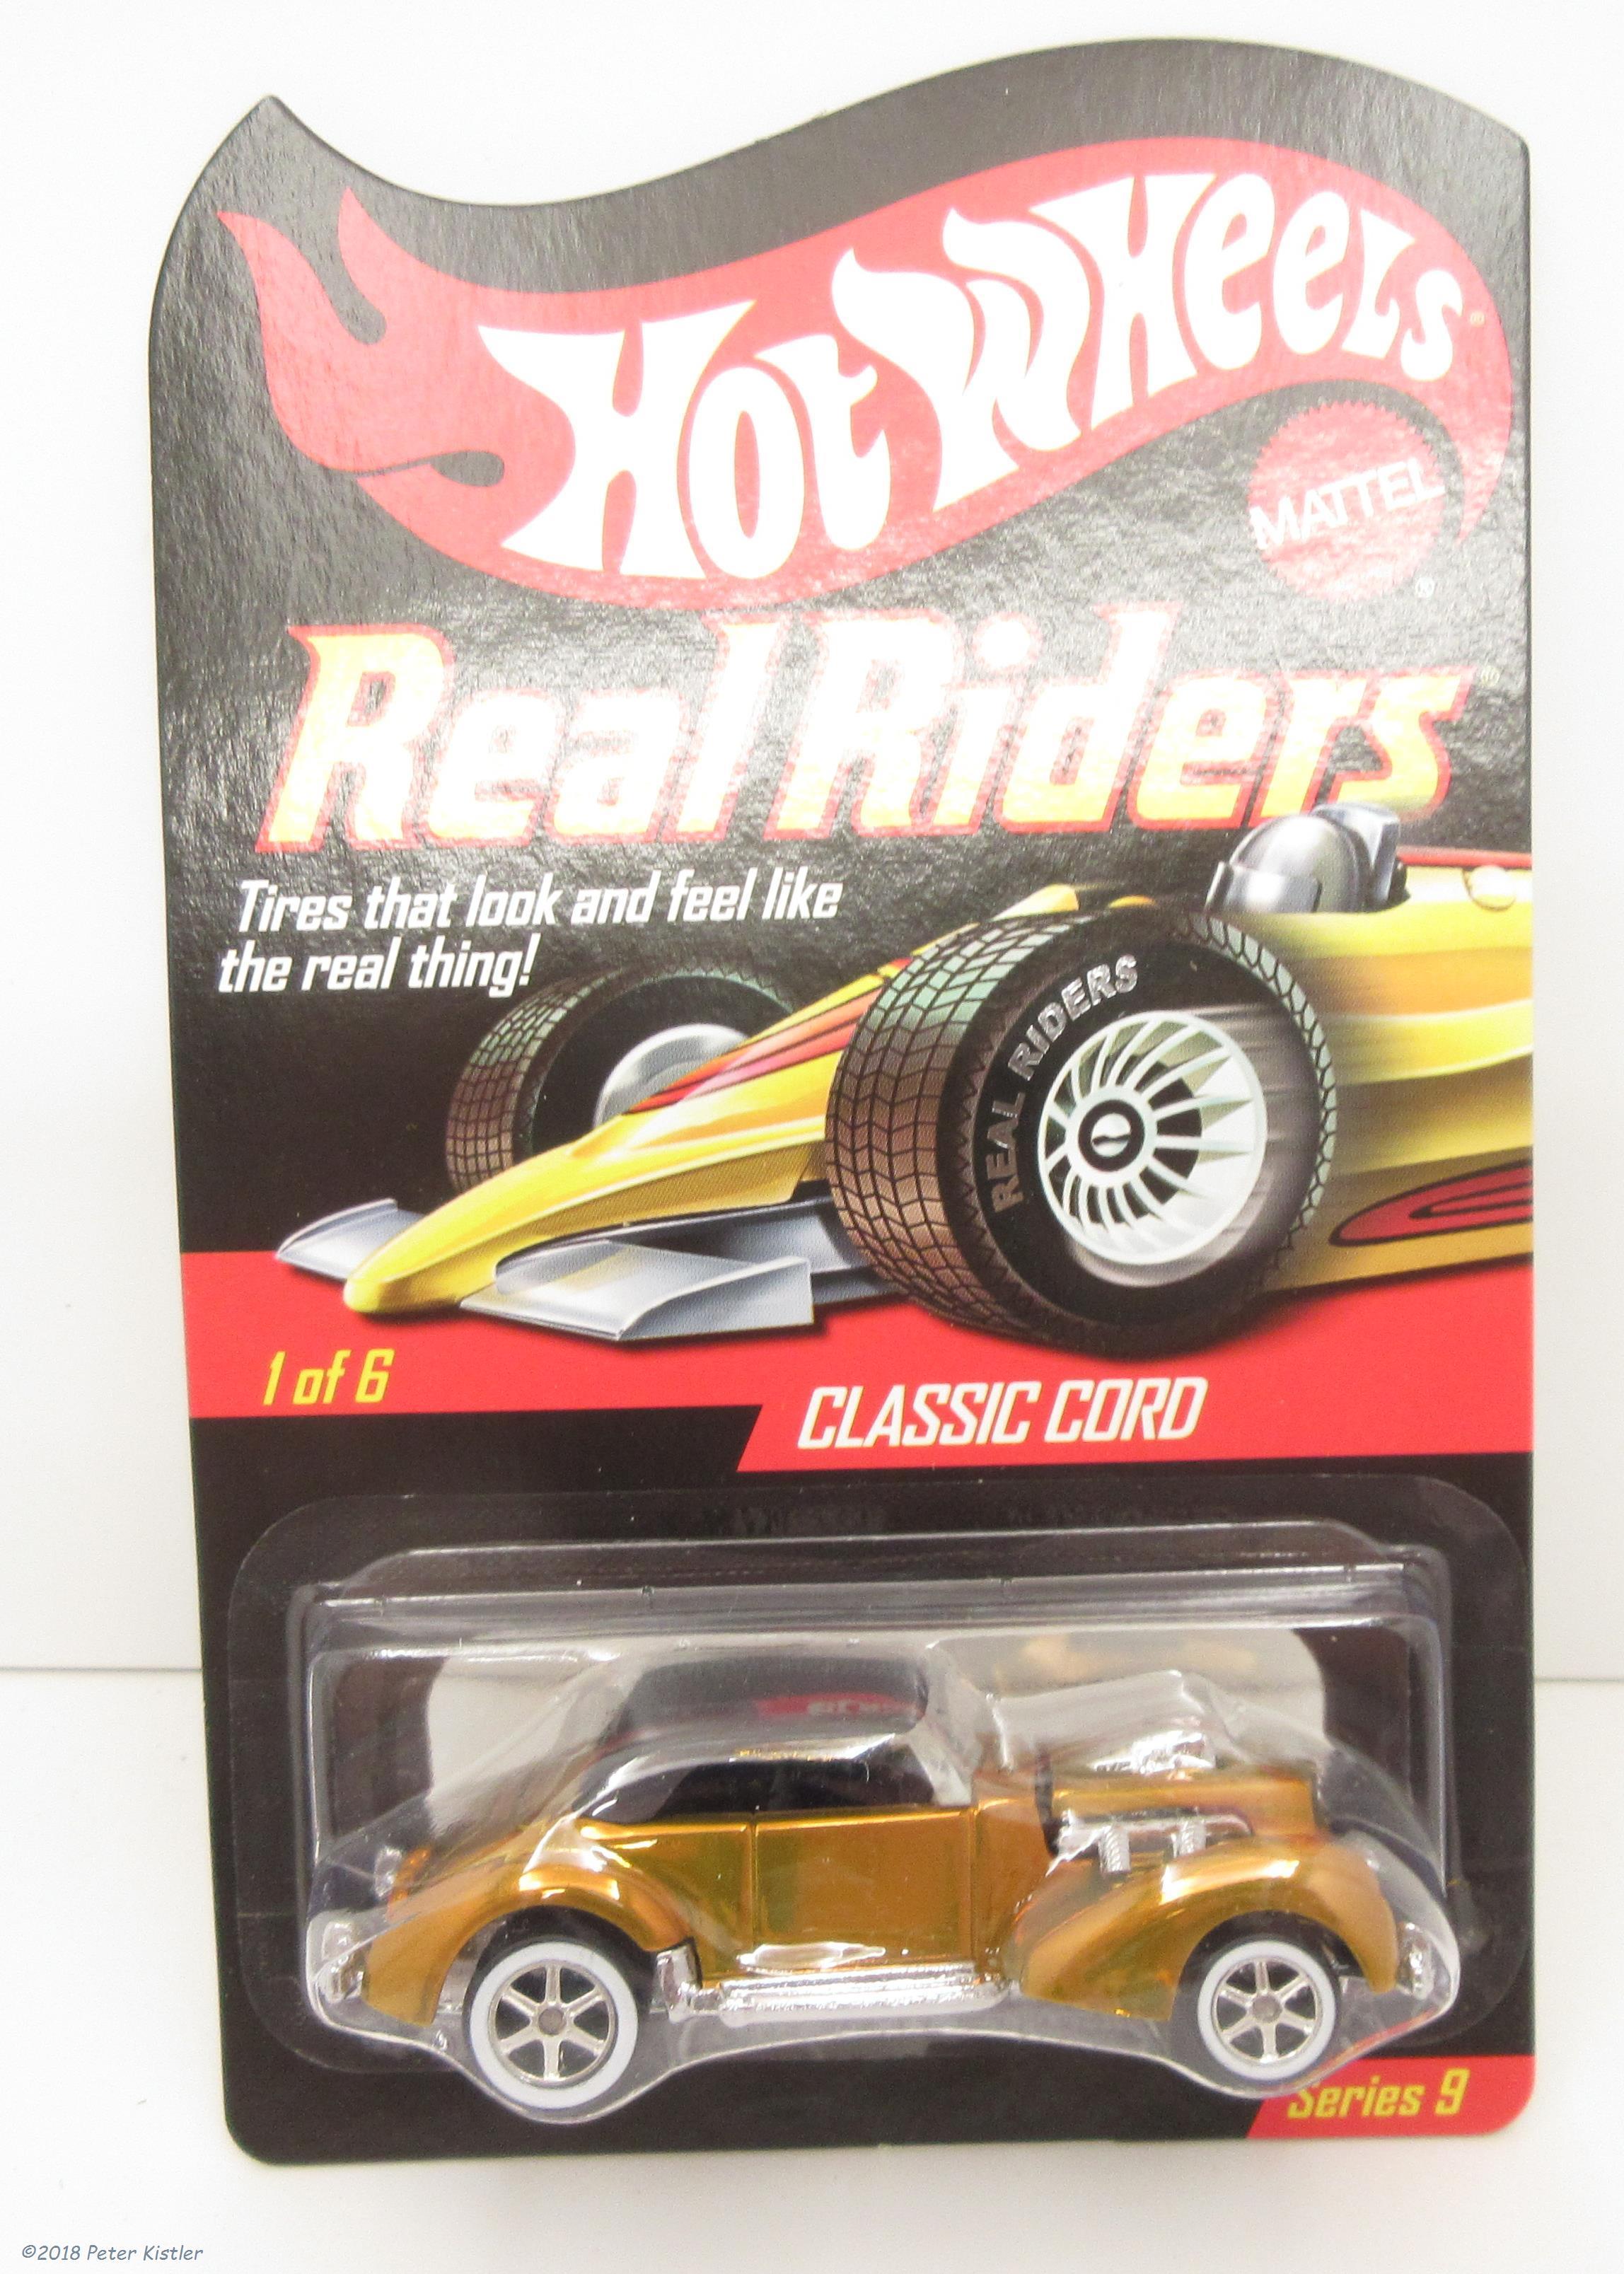 Hot Wheels®
MATTEL®
Real Riders
Tires that look and feel like
the real thing!
REAL RIDERS
1 of 6
CLASSIC CORD
Series 9
©2018 Peter Kistler